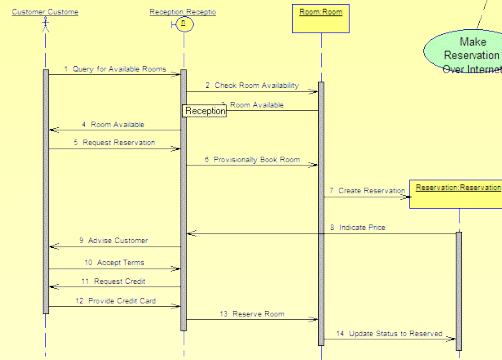 Customer:Custome
Reception:Receptio
Room:Room
Make
Reservation
Over Internet
1 Query for Available Rooms
2 Check Room Availability
Room Available
Reception
4 Room Available
5 Request Reservation
6 Provisionally Book Room
7 Create Reservation
Reservation:Reservation
8 Indicate Price
9 Advise Customer
10 Accept Terms
11 Request Credit
12 Provide Credit Card
13 Reserve Room
14 Update Status to Reserved